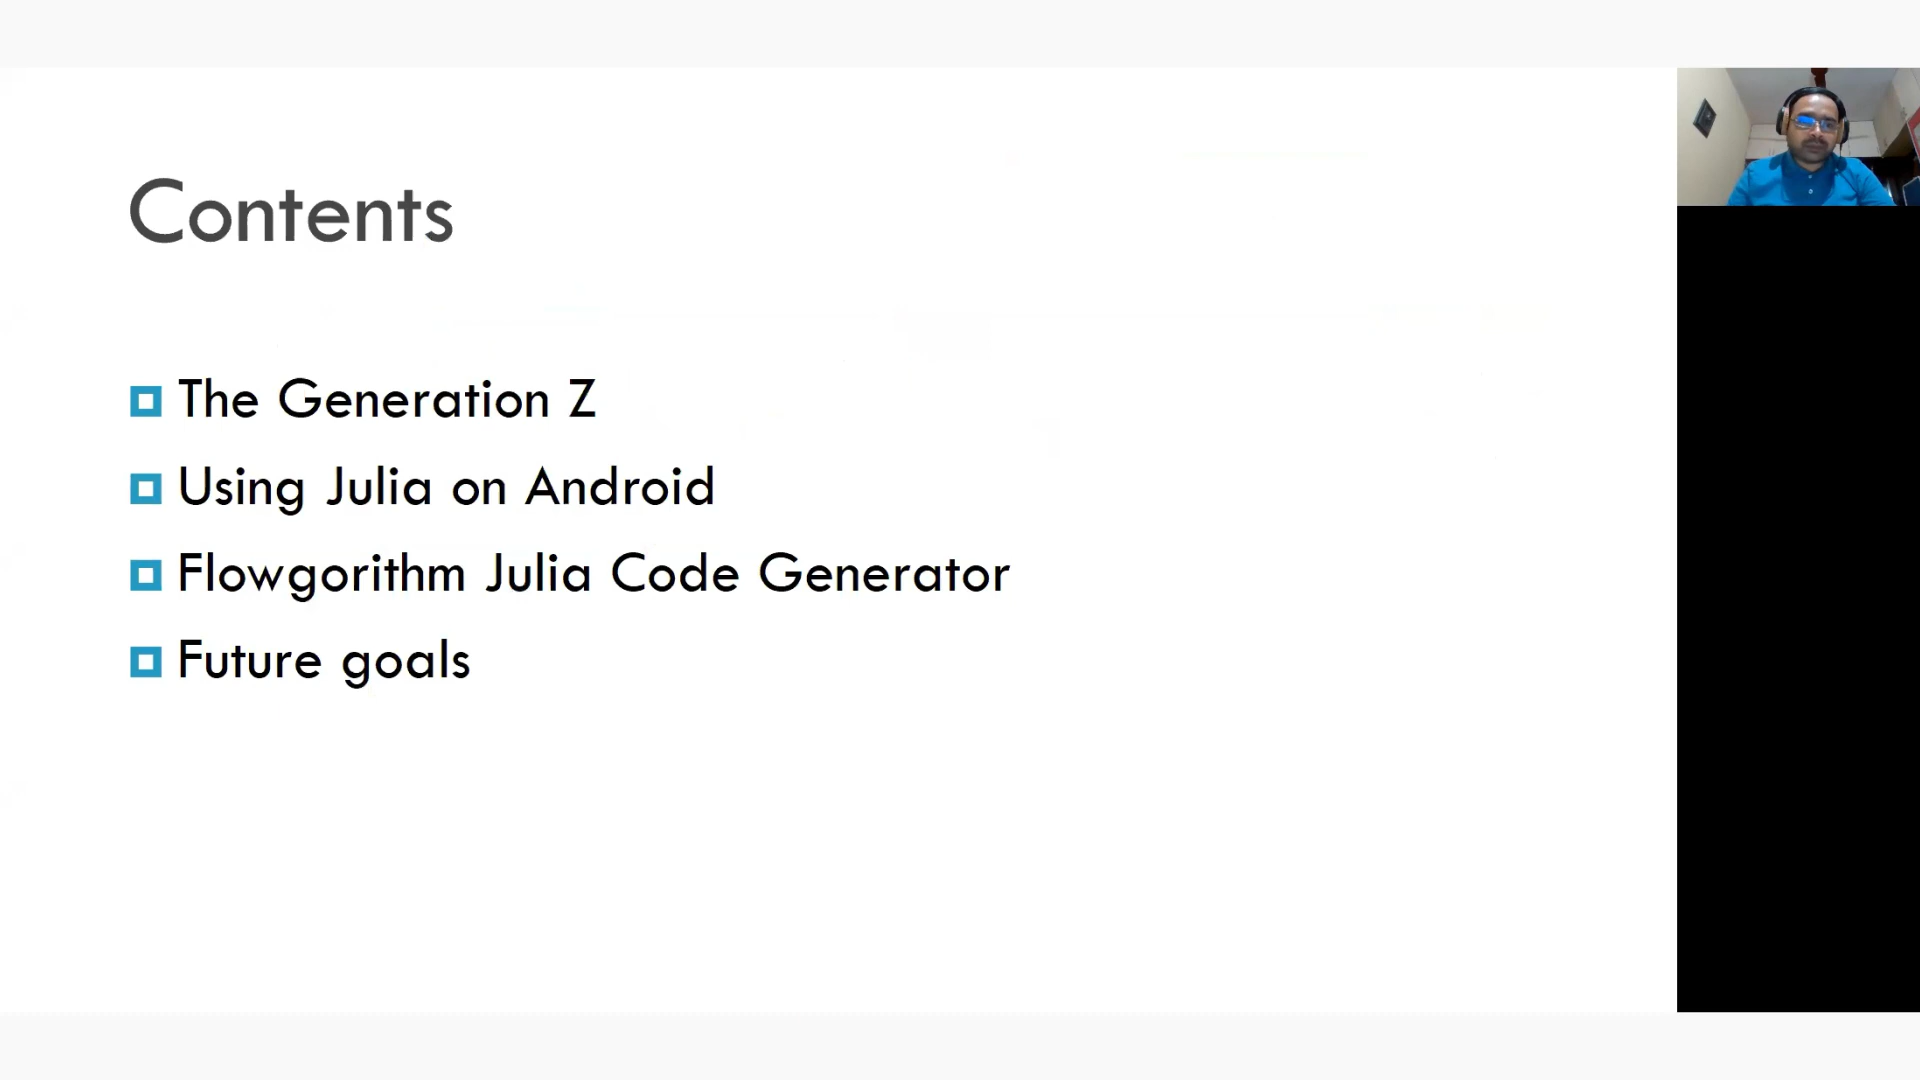 Contents
The Generation Z
Using Julia on Android
Flowgorithm Julia Code Generator
Future goals